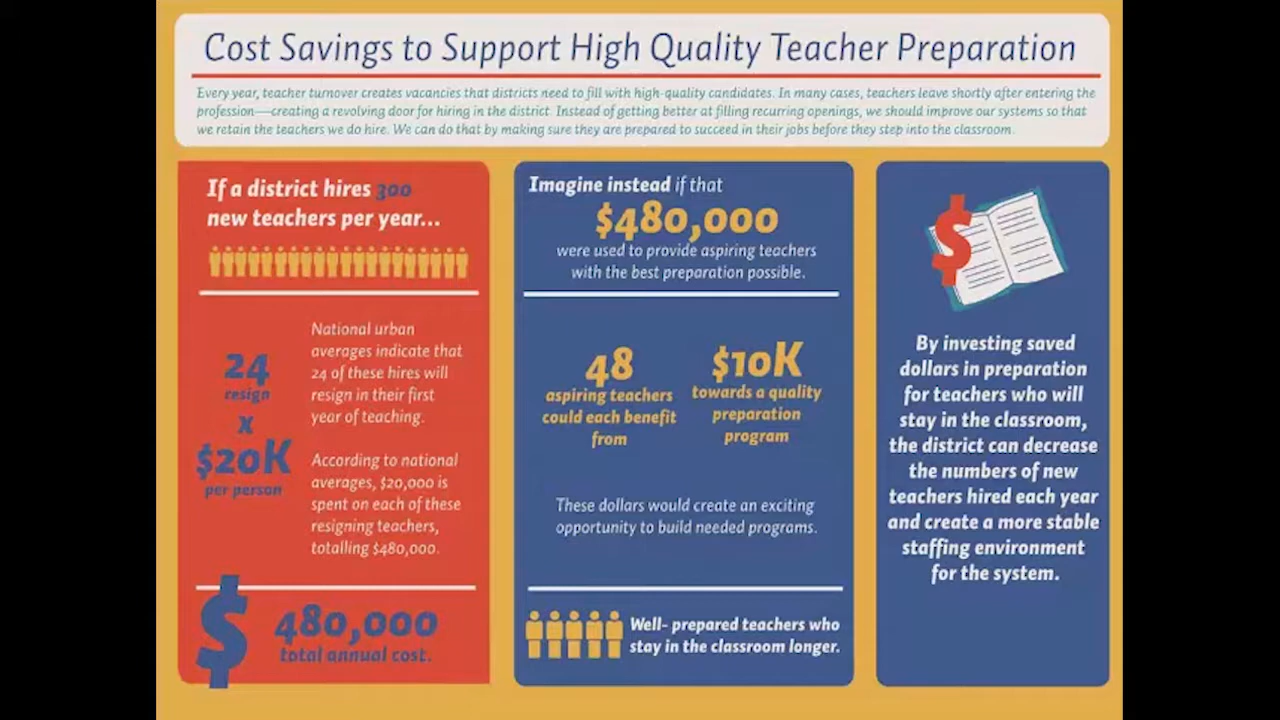 Cost Savings to Support High Quality Teacher Preparation
Every year, teacher turnover creates vacancies that districts need to fill with high-quality candidates. In many cases, teachers leave shortly after entering the
profession—creating a revolving door for hiring in the district. Instead of getting better at filling recurring openings, we should improve our systems so that
we retain the teachers we do hire. We can do that by making sure they are prepared to succeed in their jobs before they step into the classroom.
If a district hires 300
new teachers per year...
24
resign
x
$20K
per person
National urban
averages indicate that
24 of these hires will
resign in their first
year of teaching.
According to national
averages, $20,000 is
spent on each of these
resigning teachers,
totalling $480,000.
$ 480,000
total annual cost.
Imagine instead if that
$480,000
were used to provide aspiring teachers
with the best preparation possible.
48
aspiring teachers
could each benefit
from
$10K
towards a quality
preparation
program
These dollars would create an exciting
opportunity to build needed programs.
Well- prepared teachers who
stay in the classroom longer.
$
By investing saved
dollars in preparation
for teachers who will
stay in the classroom,
the district can decrease
the numbers of new
teachers hired each year
and create a more stable
staffing environment
for the system.